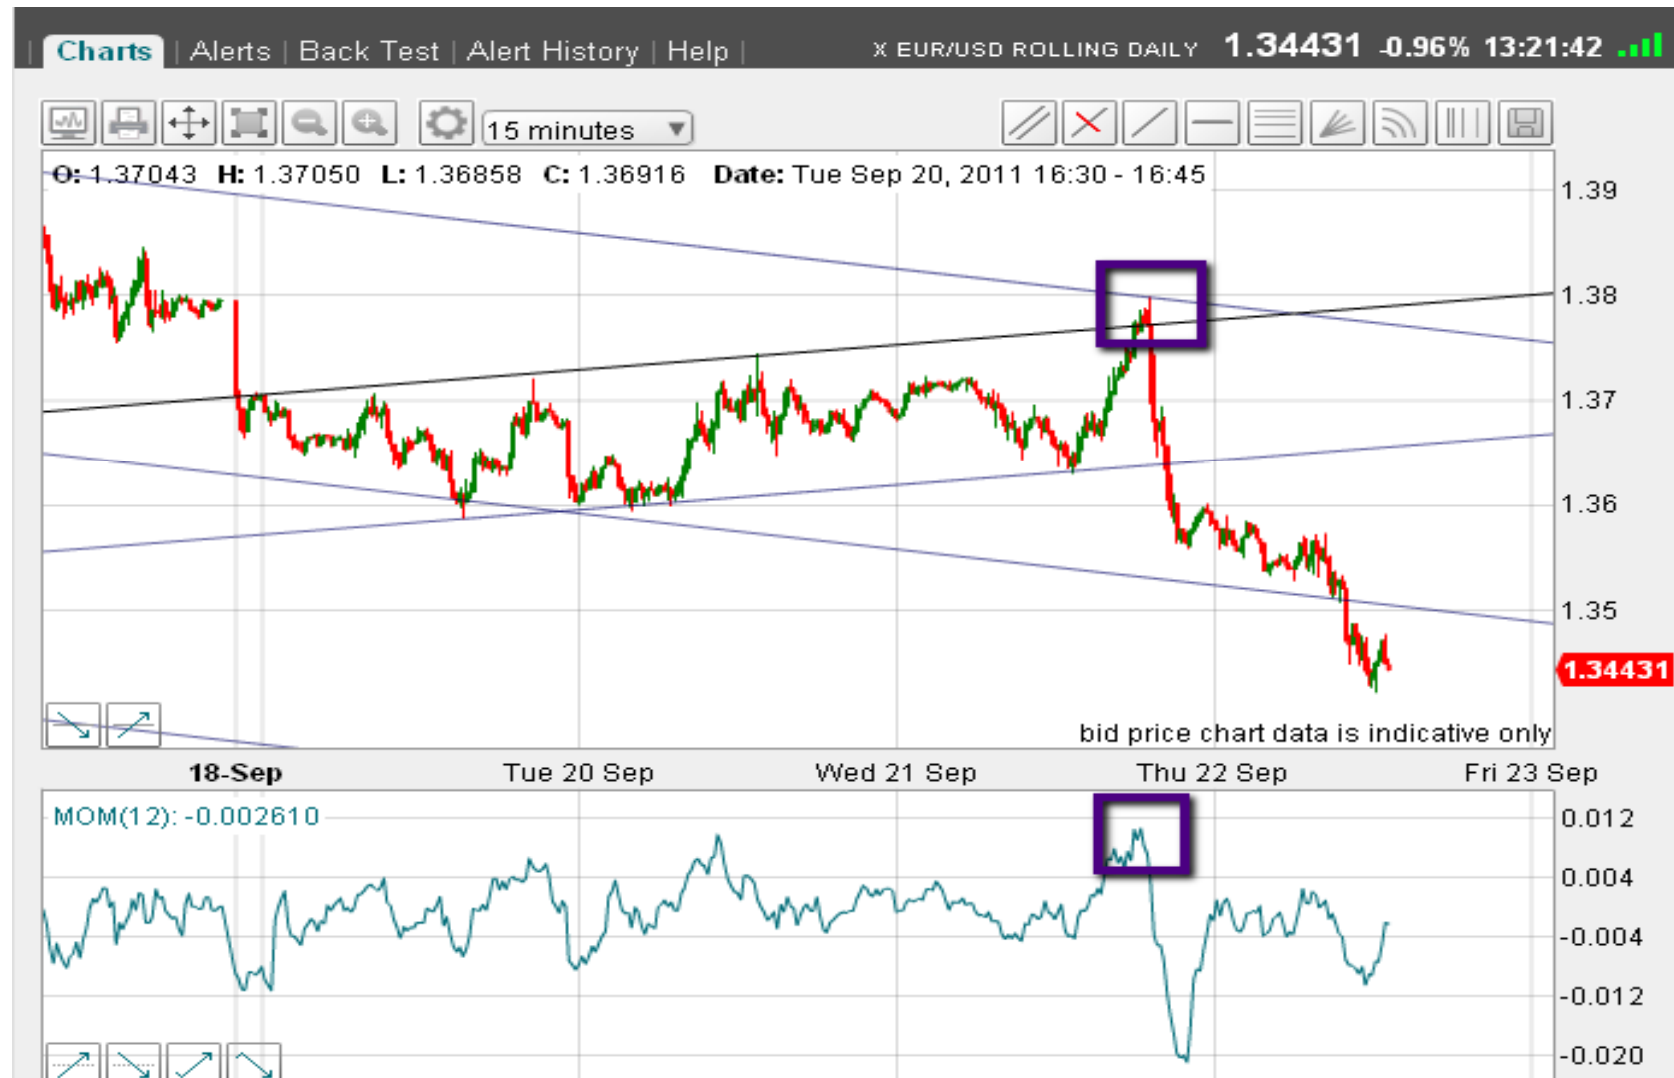 | Charts | Alerts | Back Test | Alert History | Help | X EUR/USD ROLLING DAILY 1.34431 -0.96% 13:21:42
15 minutes
O: 1.37043 H: 1.37050 L: 1.36858 C: 1.36916 Date: Tue Sep 20, 2011 16:30 - 16:45
1.39
1.38
1.37
1.36
1.35
1.34431
bid price chart data is indicative only
18-Sep Tue 20 Sep Wed 21 Sep Thu 22 Sep Fri 23 Sep
MOM(12): -0.002610
0.012
0.004
-0.004
-0.012
-0.020